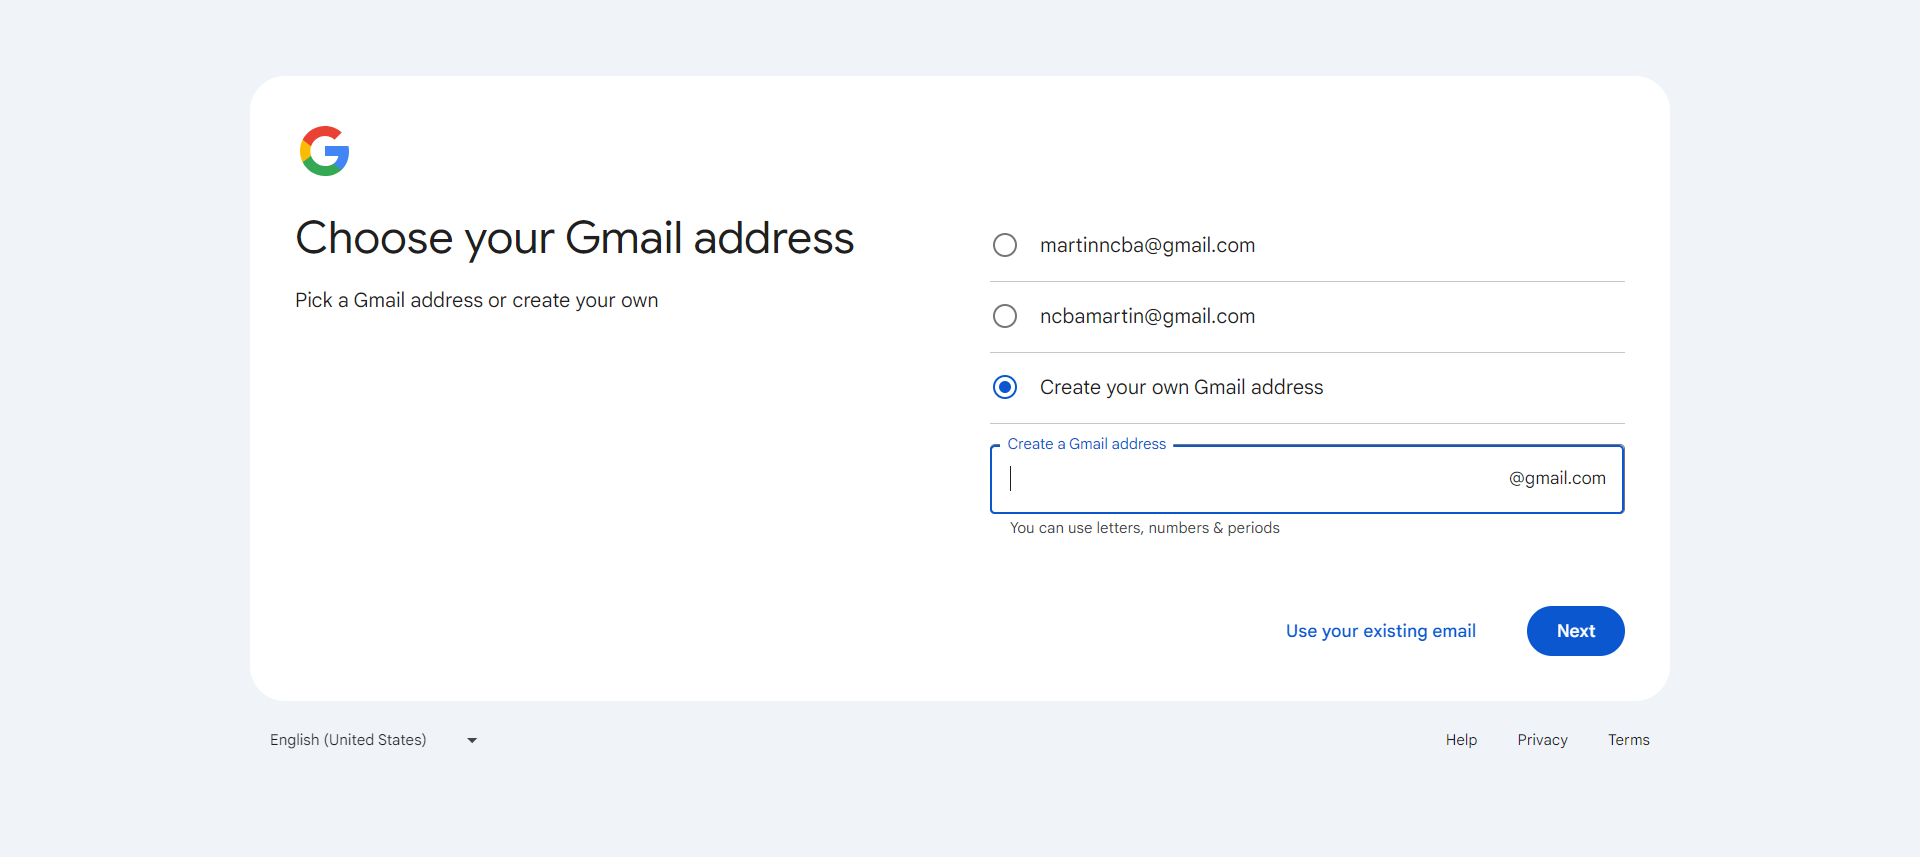 Choose your Gmail address
Pick a Gmail address or create your own
martinncba@gmail.com
ncbamartin@gmail.com
Create your own Gmail address
Create a Gmail address
@gmail.com
You can use letters, numbers & periods
Use your existing email
Next
English (United States)
Help
Privacy
Terms